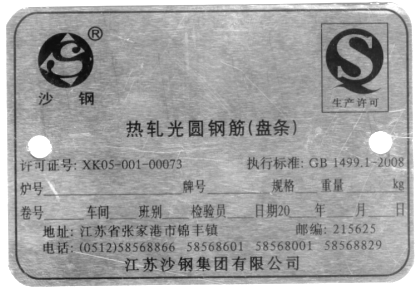 ®
沙钢
生产许可
热轧光圆钢筋(盘条)
许可证号: XK05-001-00073 执行标准: GB 1499.1-2008
炉号 牌号 规格 重量 kg
卷号 车间 班别 检验员 日期20 年 月 日
地址: 江苏省张家港市锦丰镇 邮编: 215625
电话: (0512)58568866 58568601 58568001 58568829
江苏沙钢集团有限公司